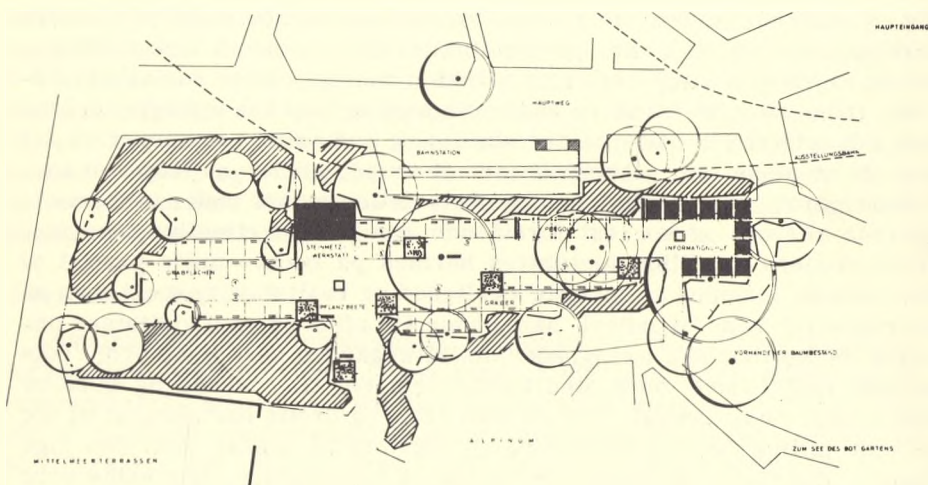 HAUPTEINGANG
HAUPTWEG
BAHNSTATION
AUSSTELLUNGSBAHN
STEINMETZ
WERKSTATT
PERGOLA
INFORMATIONSHOF
GRABFLÄCHEN
PFLANZBEETE
GRÄBER
VORHANDENER BAUMBESTAND
ALPINUM
ZUM SEE DES BOT GARTENS
MITTELMEERTERRASSEN